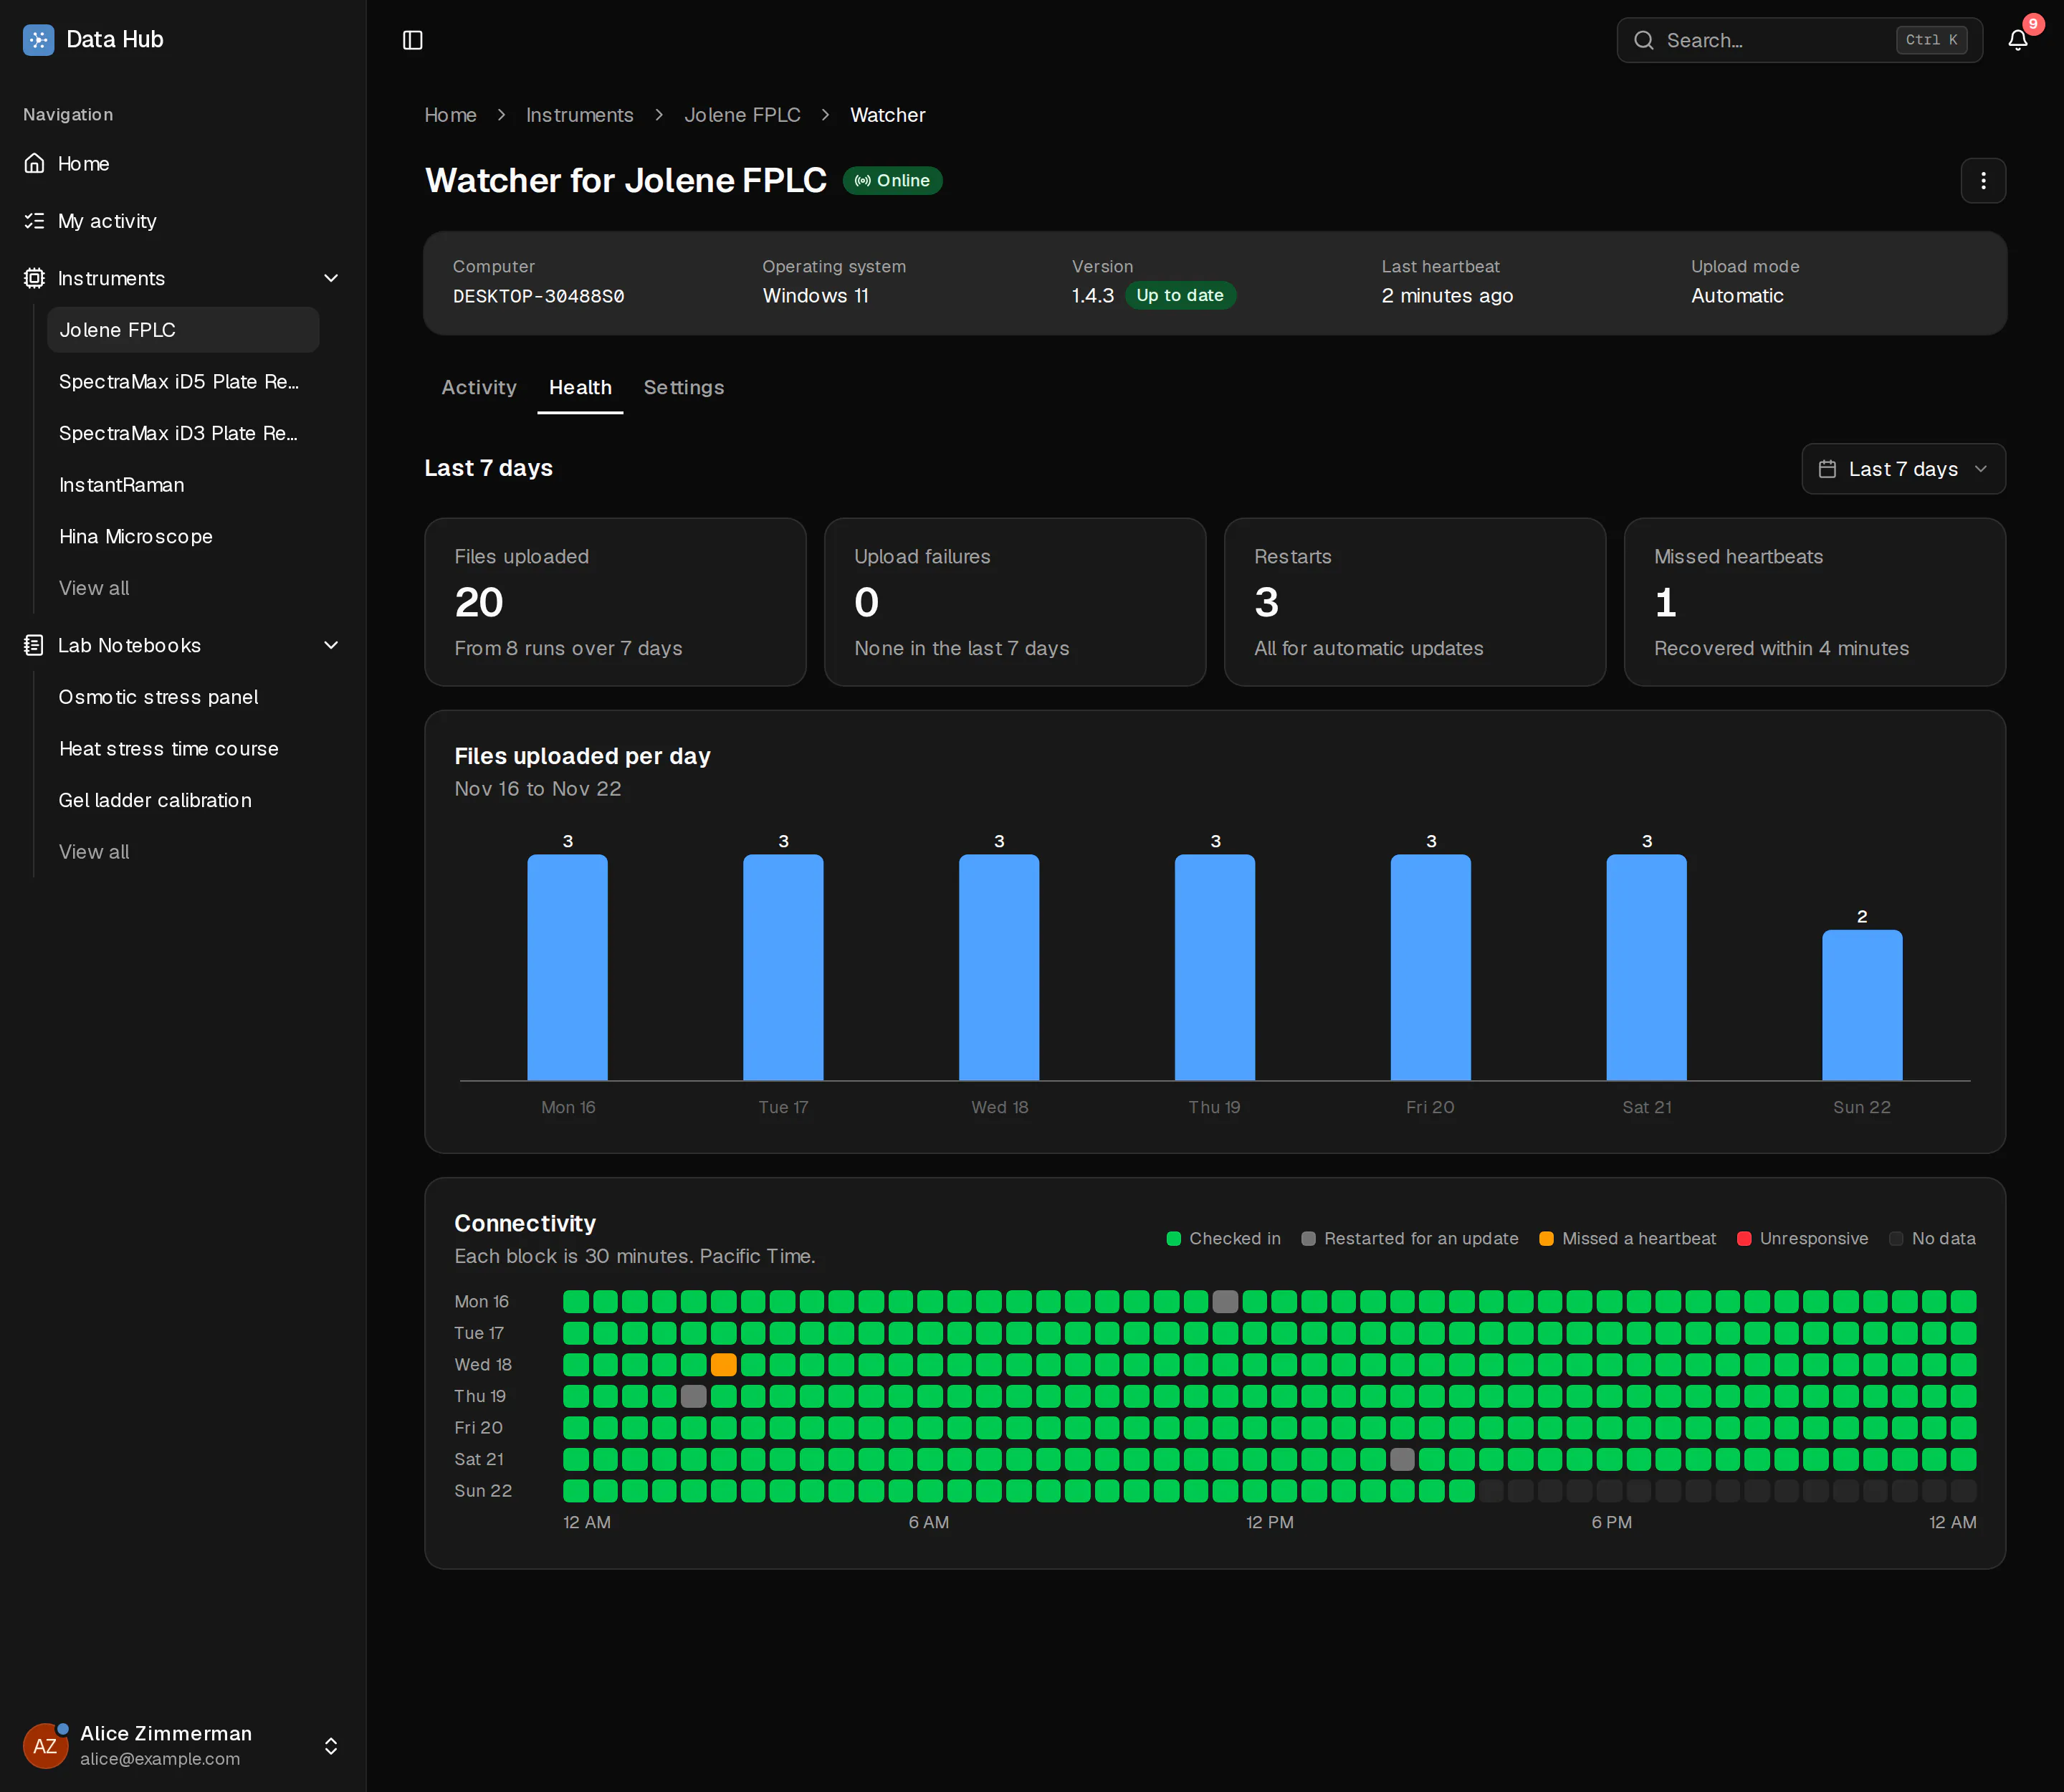 Data Hub
Search...
Ctrl K
9
Navigation
Home
My activity
Instruments
Jolene FPLC
SpectraMax iD5 Plate Re...
SpectraMax iD3 Plate Re...
InstantRaman
Hina Microscope
View all
Lab Notebooks
Osmotic stress panel
Heat stress time course
Gel ladder calibration
View all
AZ
Alice Zimmerman
alice@example.com
Home > Instruments > Jolene FPLC > Watcher
Watcher for Jolene FPLC
Online
Computer
DESKTOP-30488S0
Operating system
Windows 11
Version
1.4.3 Up to date
Last heartbeat
2 minutes ago
Upload mode
Automatic
Activity Health Settings
Last 7 days
Last 7 days
Files uploaded
20
From 8 runs over 7 days
Upload failures
0
None in the last 7 days
Restarts
3
All for automatic updates
Missed heartbeats
1
Recovered within 4 minutes
Files uploaded per day
Nov 16 to Nov 22
3 3 3 3 3 3 2
Mon 16 Tue 17 Wed 18 Thu 19 Fri 20 Sat 21 Sun 22
Connectivity
Each block is 30 minutes. Pacific Time.
Checked in Restarted for an update Missed a heartbeat Unresponsive No data
Mon 16
Tue 17
Wed 18
Thu 19
Fri 20
Sat 21
Sun 22
12 AM 6 AM 12 PM 6 PM 12 AM